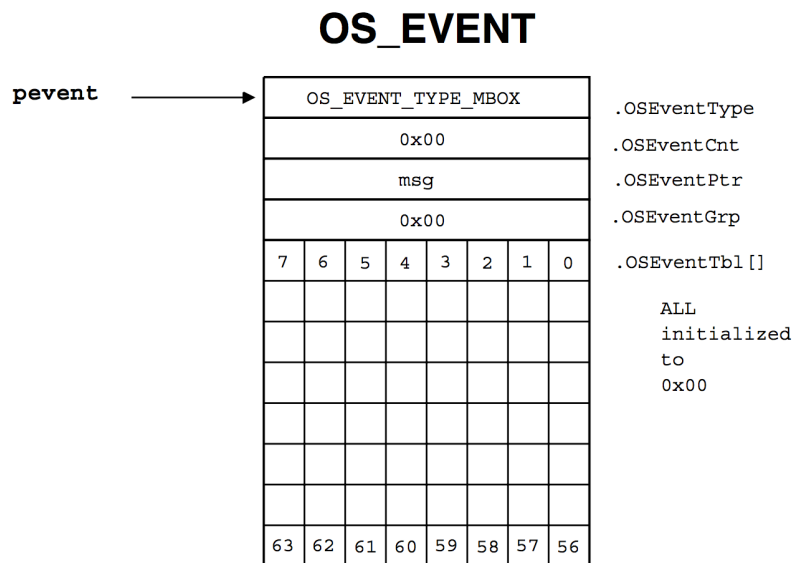 OS_EVENT
pevent
OS_EVENT_TYPE_MBOX
.OSEventType
0x00
.OSEventCnt
msg
.OSEventPtr
0x00
.OSEventGrp
7 6 5 4 3 2 1 0
.OSEventTbl[]
ALL
initialized
to
0x00
63 62 61 60 59 58 57 56